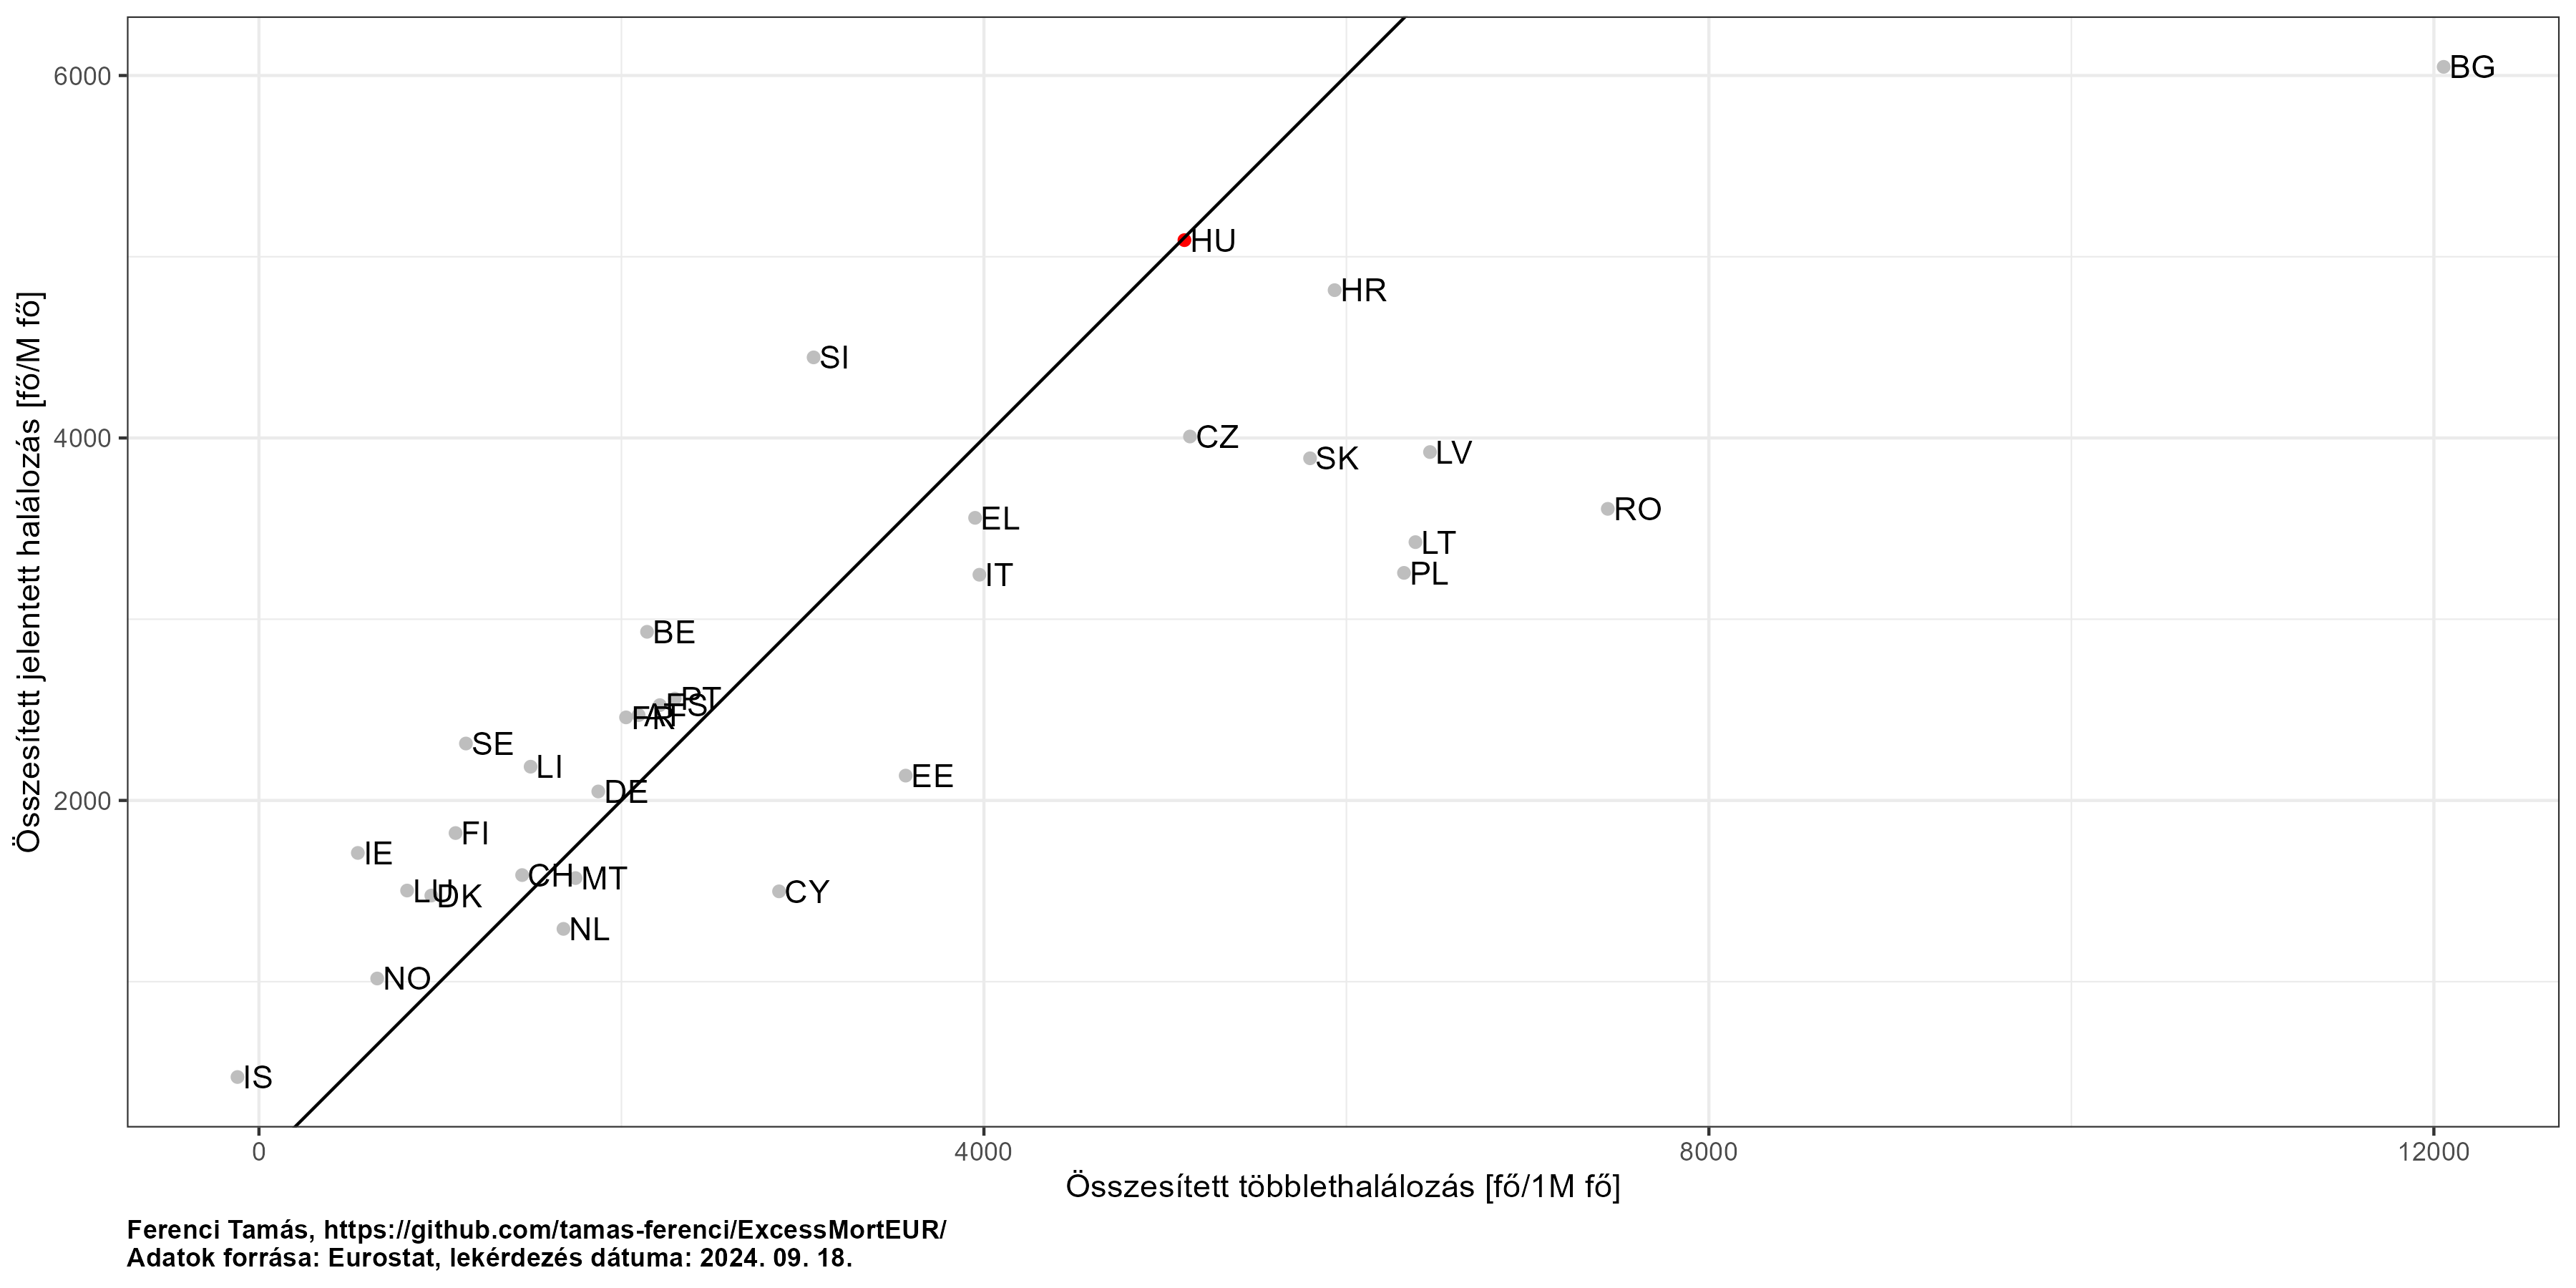 6000
4000
2000
Összesített jelentett halálozás [fő/M fő]
BG
HU
HR
SI
CZ
SK
LV
RO
EL
LT
IT
PL
BE
PT
ES
AT
FR
SE
LI
DE
EE
FI
IE
CH
MT
LU
DK
CY
NL
NO
IS
0
4000
8000
12000
Összesített többlethalálozás [fő/1M fő]
Ferenci Tamás, https://github.com/tamas-ferenci/ExcessMortEUR/
Adatok forrása: Eurostat, lekérdezés dátuma: 2024. 09. 18.